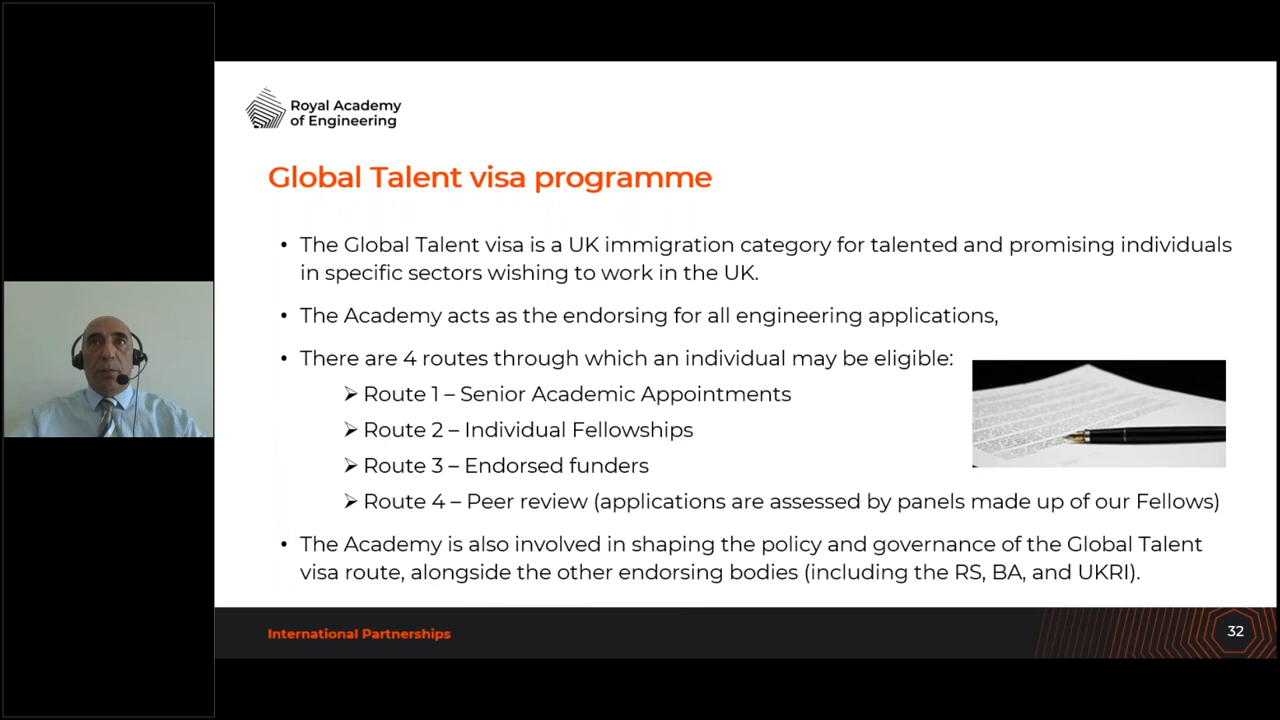 Royal Academy
of Engineering
Global Talent visa programme
• The Global Talent visa is a UK immigration category for talented and promising individuals
in specific sectors wishing to work in the UK.
• The Academy acts as the endorsing for all engineering applications,
• There are 4 routes through which an individual may be eligible:
➢ Route 1 – Senior Academic Appointments
➢ Route 2 – Individual Fellowships
➢ Route 3 – Endorsed funders
➢ Route 4 – Peer review (applications are assessed by panels made up of our Fellows)
• The Academy is also involved in shaping the policy and governance of the Global Talent
visa route, alongside the other endorsing bodies (including the RS, BA, and UKRI).
International Partnerships
32